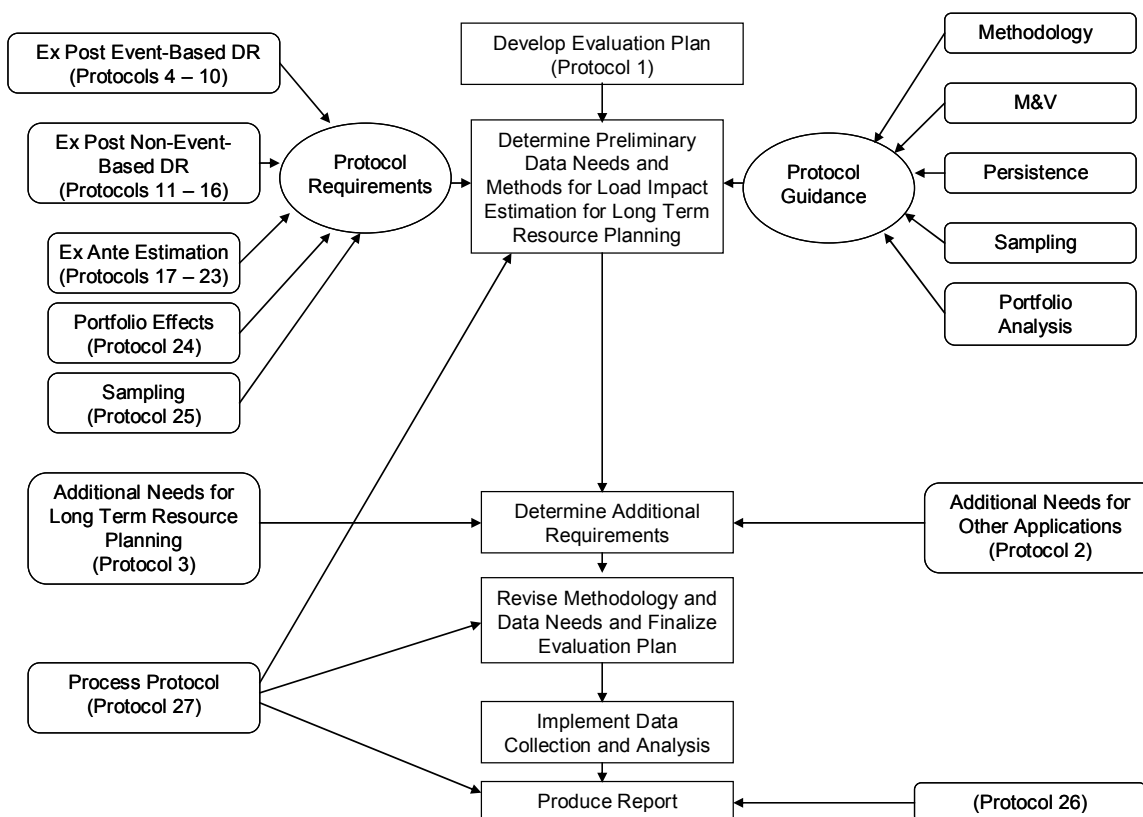 Ex Post Event-Based DR
(Protocols 4 – 10)
Ex Post Non-Event-
Based DR
(Protocols 11 – 16)
Ex Ante Estimation
(Protocols 17 – 23)
Portfolio Effects
(Protocol 24)
Sampling
(Protocol 25)
Protocol
Requirements
Develop Evaluation Plan
(Protocol 1)
Determine Preliminary
Data Needs and
Methods for Load Impact
Estimation for Long Term
Resource Planning
Protocol
Guidance
Methodology
M&V
Persistence
Sampling
Portfolio
Analysis
Additional Needs for
Long Term Resource
Planning
(Protocol 3)
Determine Additional
Requirements
Additional Needs for
Other Applications
(Protocol 2)
Revise Methodology and
Data Needs and Finalize
Evaluation Plan
Process Protocol
(Protocol 27)
Implement Data
Collection and Analysis
Produce Report
(Protocol 26)